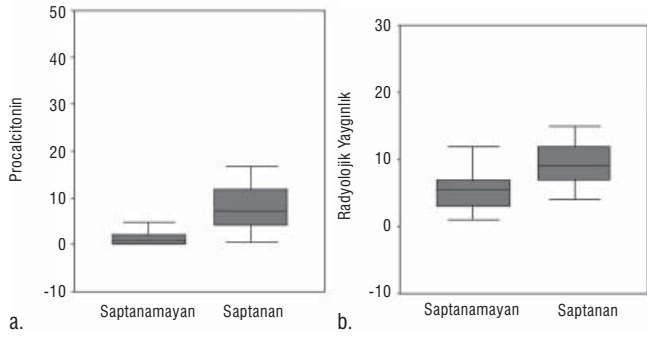 50
40
30
20
10
0
-10
Procalcitonin
Saptanamayan Saptanan
a.
30
20
10
0
-10
Radyolojik Yaygınlık
Saptanamayan Saptanan
b.